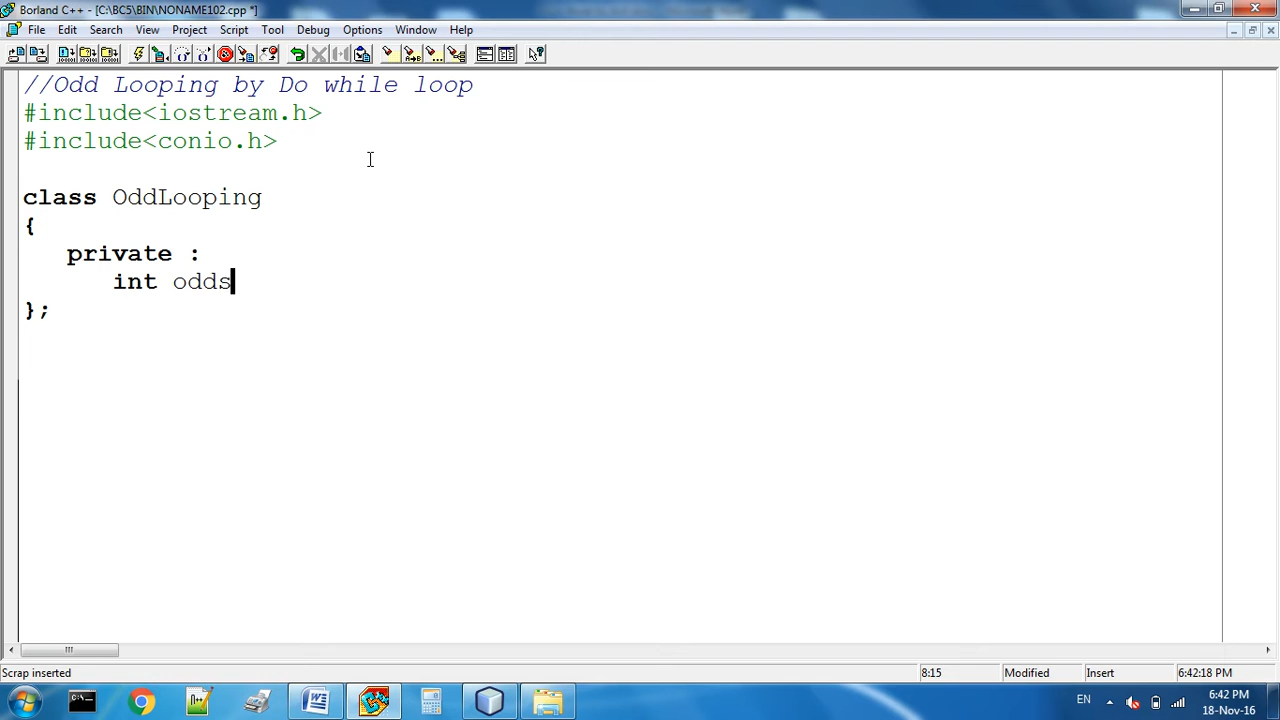 Borland C++ - [C:\BC5\BIN\NONAME102.cpp *]
File Edit Search View Project Script Tool Debug Options Window Help
//Odd Looping by Do while loop
#include<iostream.h>
#include<conio.h>
class OddLooping
{
private :
int odds
};
Scrap inserted 8:15 Modified Insert 6:42:18 PM
EN 6:42 PM
18-Nov-16